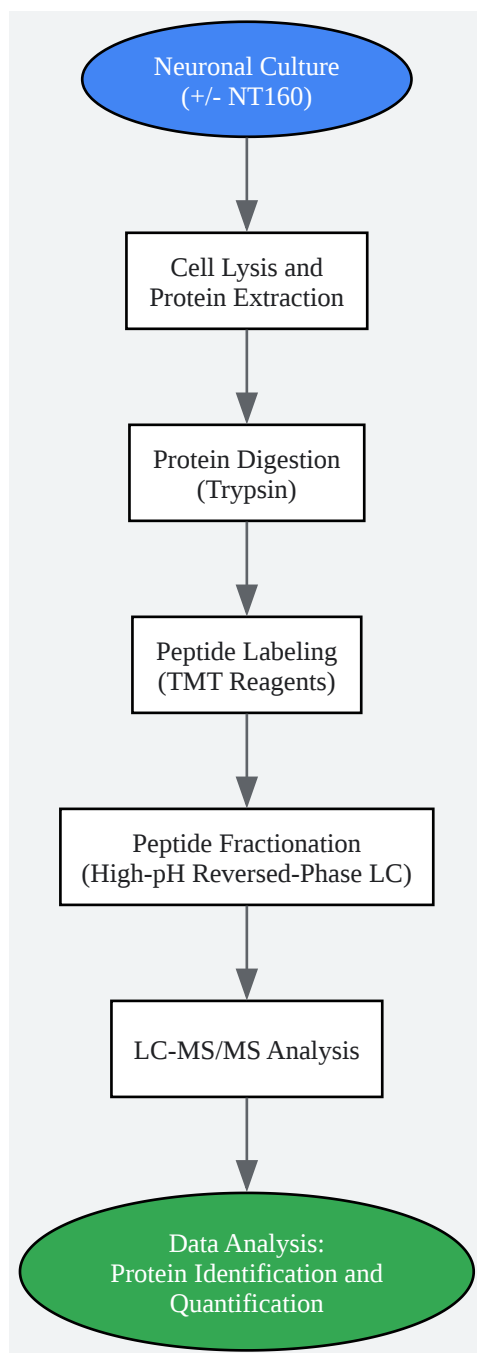 Neuronal Culture
(+/- NT160)
Cell Lysis and
Protein Extraction
Protein Digestion
(Trypsin)
Peptide Labeling
(TMT Reagents)
Peptide Fractionation
(High-pH Reversed-Phase LC)
LC-MS/MS Analysis
Data Analysis:
Protein Identification and
Quantification